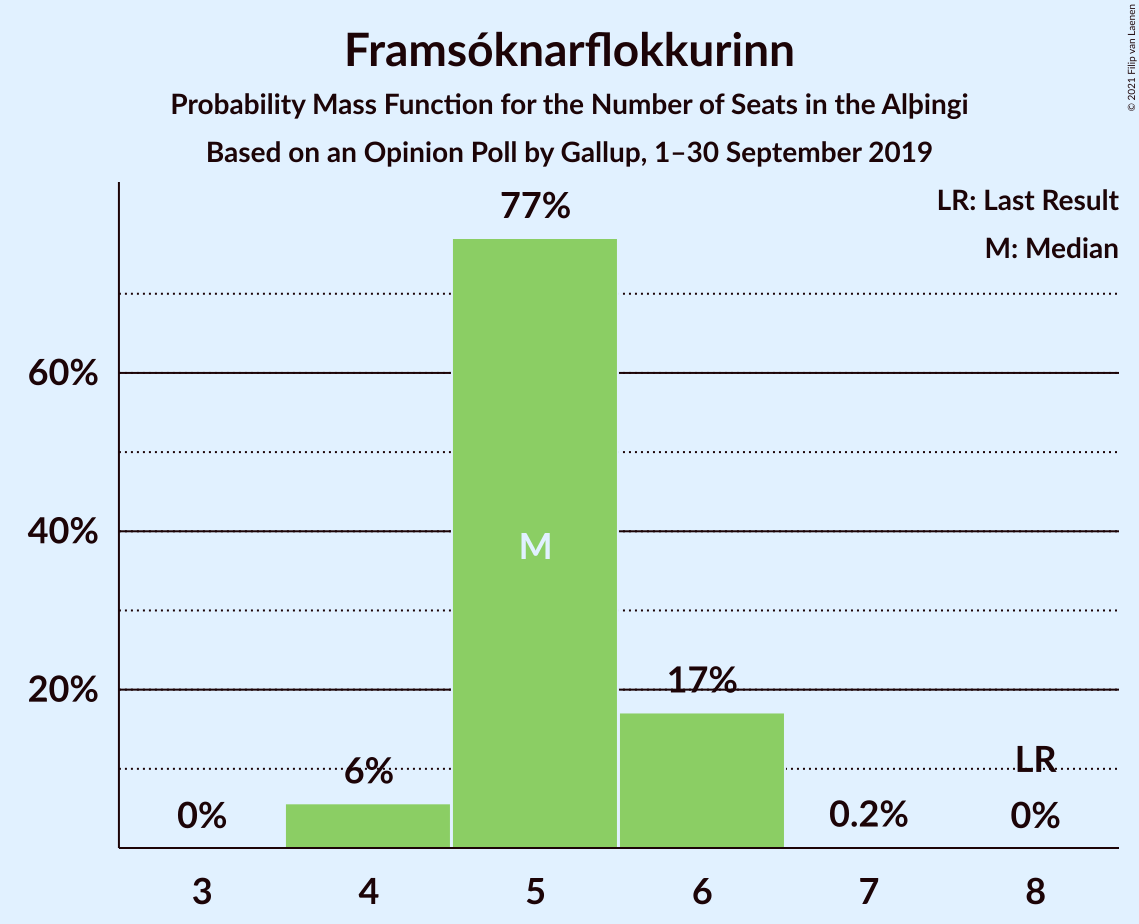 Framsóknarflokkurinn
Probability Mass Function for the Number of Seats in the Alþingi
Based on an Opinion Poll by Gallup, 1–30 September 2019
© 2021 Filip van Laenen
LR: Last Result
M: Median
77%
60%
40%
M
20%
17%
6%
LR
0%
0.2%
0%
3 4 5 6 7 8